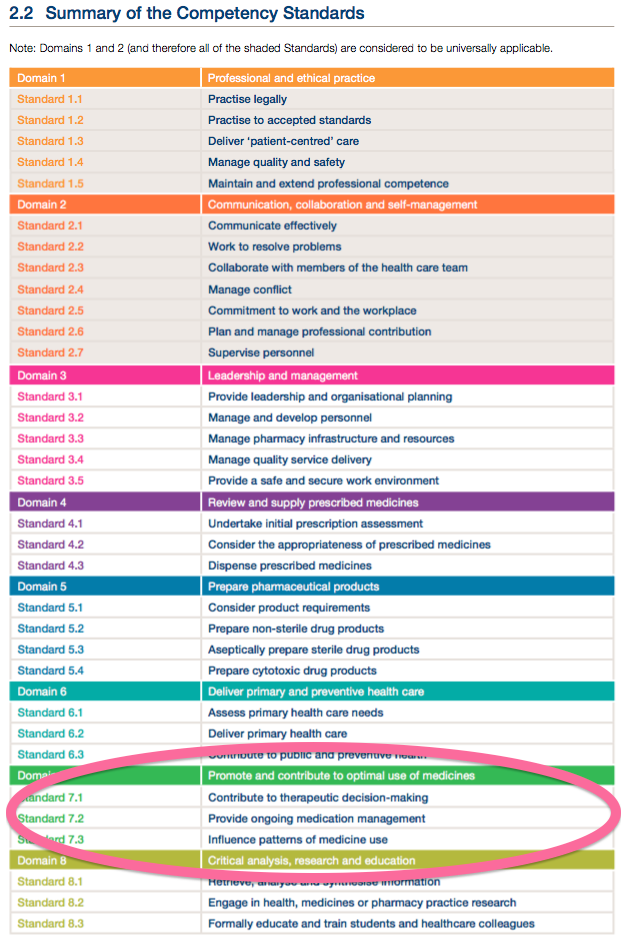 2.2 Summary of the Competency Standards
Note: Domains 1 and 2 (and therefore all of the shaded Standards) are considered to be universally applicable.
Domain 1 Professional and ethical practice
Standard 1.1 Practise legally
Standard 1.2 Practise to accepted standards
Standard 1.3 Deliver ‘patient-centred’ care
Standard 1.4 Manage quality and safety
Standard 1.5 Maintain and extend professional competence
Domain 2 Communication, collaboration and self-management
Standard 2.1 Communicate effectively
Standard 2.2 Work to resolve problems
Standard 2.3 Collaborate with members of the health care team
Standard 2.4 Manage conflict
Standard 2.5 Commitment to work and the workplace
Standard 2.6 Plan and manage professional contribution
Standard 2.7 Supervise personnel
Domain 3 Leadership and management
Standard 3.1 Provide leadership and organisational planning
Standard 3.2 Manage and develop personnel
Standard 3.3 Manage pharmacy infrastructure and resources
Standard 3.4 Manage quality service delivery
Standard 3.5 Provide a safe and secure work environment
Domain 4 Review and supply prescribed medicines
Standard 4.1 Undertake initial prescription assessment
Standard 4.2 Consider the appropriateness of prescribed medicines
Standard 4.3 Dispense prescribed medicines
Domain 5 Prepare pharmaceutical products
Standard 5.1 Consider product requirements
Standard 5.2 Prepare non-sterile drug products
Standard 5.3 Aseptically prepare sterile drug products
Standard 5.4 Prepare cytotoxic drug products
Domain 6 Deliver primary and preventive health care
Standard 6.1 Assess primary health care needs
Standard 6.2 Deliver primary health care
Standard 6.3 Contribute to public and preventive health
Promote and contribute to optimal use of medicines
Standard 7.1 Contribute to therapeutic decision-making
Standard 7.2 Provide ongoing medication management
Standard 7.3 Influence patterns of medicine use
Domain 8 Critical analysis, research and education
Standard 8.1 Retrieve, analyse and synthesise information
Standard 8.2 Engage in health, medicines or pharmacy practice research
Standard 8.3 Formally educate and train students and healthcare colleagues